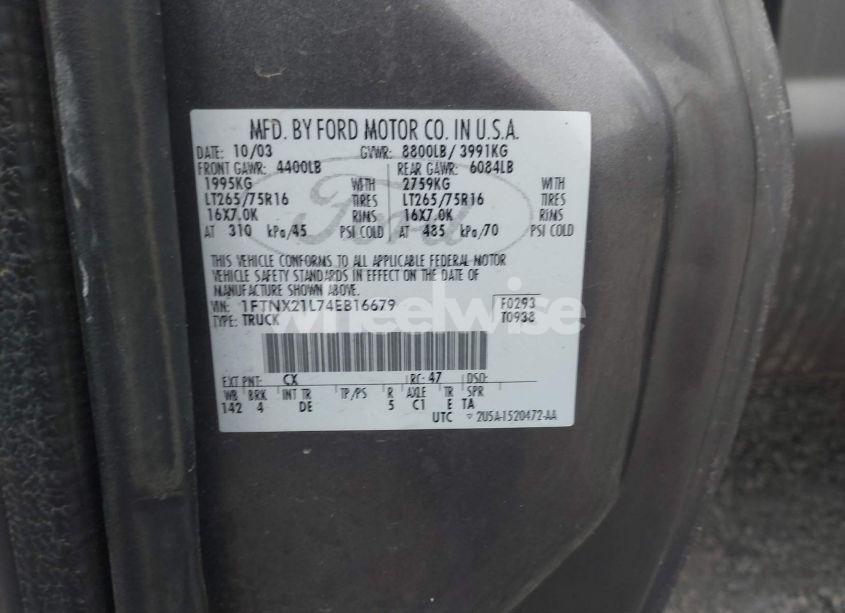 MFD. BY FORD MOTOR CO. IN U.S.A.
DATE: 10/03 GVWR: 8800LB/ 3991KG
FRONT GAWR: 4400LB REAR GAWR: 6084LB
1995KG WITH 2759KG WITH
LT265/75R16 TIRES LT265/75R16 TIRES
16X7.0K RIMS 16X7.0K RIMS
AT 310 kPa/45 PSI COLD AT 485 kPa/70 PSI COLD
Ford
THIS VEHICLE CONFORMS TO ALL APPLICABLE FEDERAL MOTOR
VEHICLE SAFETY STANDARDS IN EFFECT ON THE DATE OF
MANUFACTURE SHOWN ABOVE.
VIN: 1FTNX21L74EB16679 F0293
TYPE: TRUCK T0938
wheelwise
EXT PNT: CX RC: 47 DSO:
WB BRK INT TR TP/PS R AXLE TR SPR
142 4 DE 5 C1 E TA
UTC 2U5A-1520472-AA